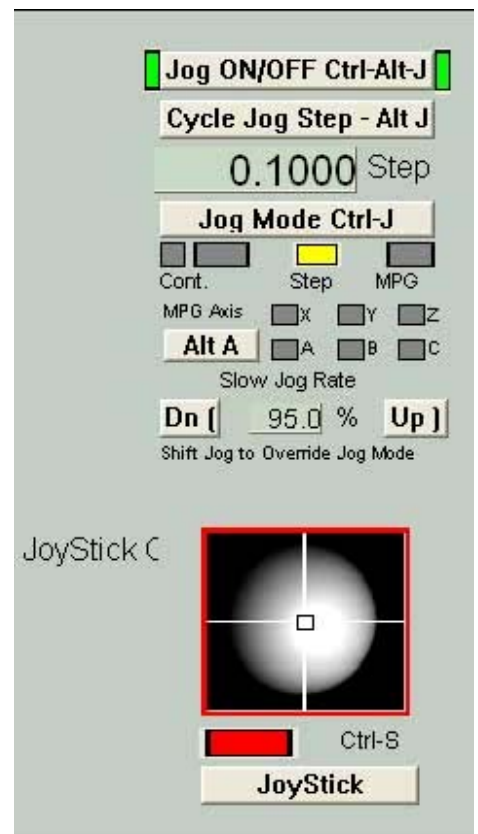 Jog ON/OFF Ctrl-Alt-J
Cycle Jog Step - Alt J
0.1000 Step
Jog Mode Ctrl-J
Cont. Step MPG
MPG Axis X Y Z
Alt A A B C
Slow Jog Rate
Dn ( 95.0 % Up )
Shift Jog to Override Jog Mode
JoyStick C
Ctrl-S
JoyStick